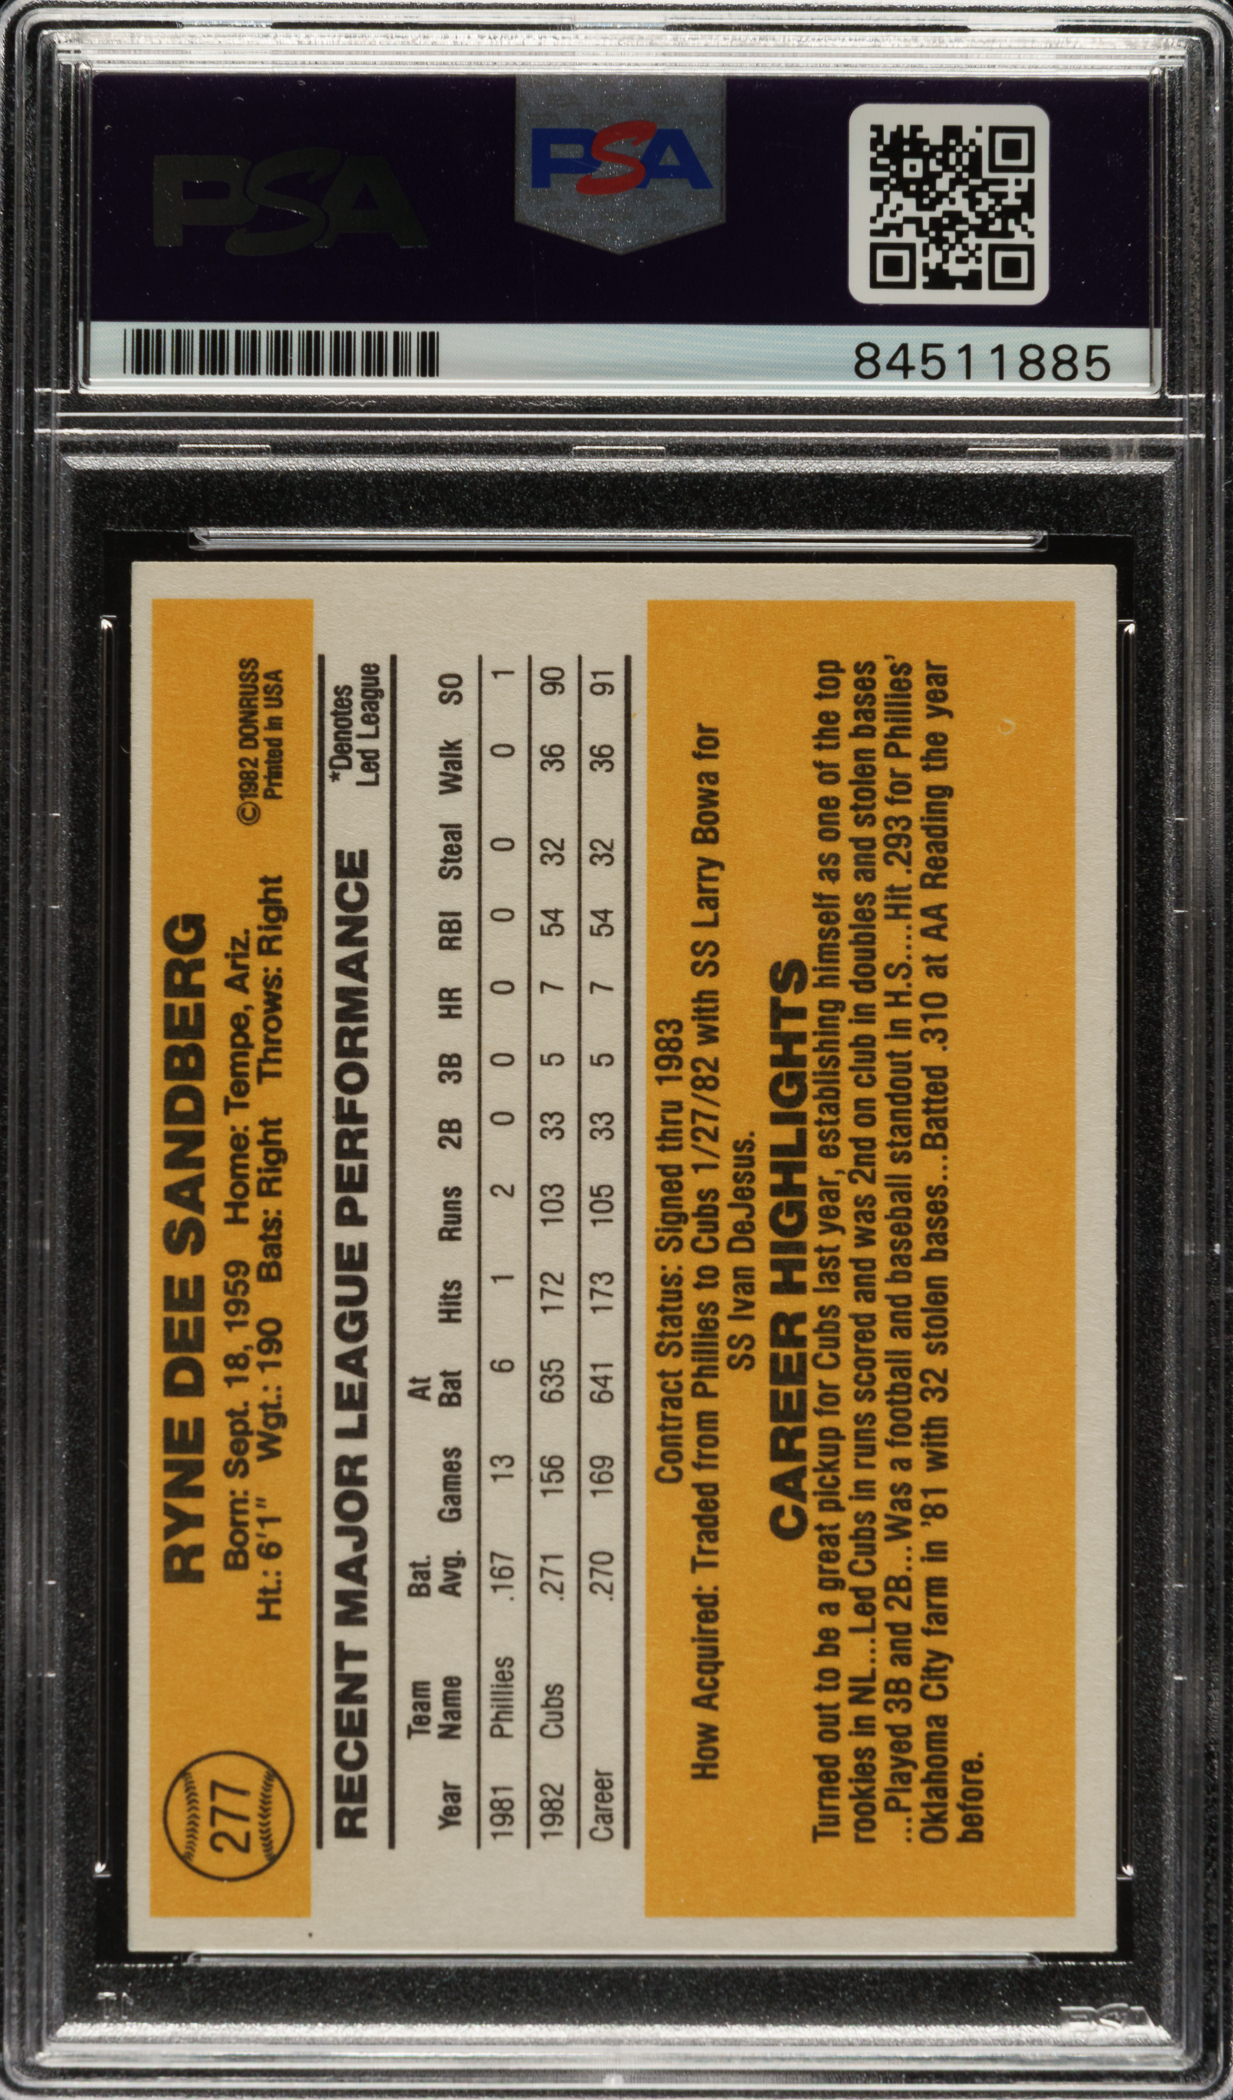 PSA
PSA
84511885
277
RYNE DEE SANDBERG
Born: Sept. 18, 1959 Home: Tempe, Ariz.
Ht.: 6'1" Wgt.: 190 Bats: Right Throws: Right
©1982 DONRUSS
Printed in USA
RECENT MAJOR LEAGUE PERFORMANCE
*Denotes
Led League
Year Team Name Bat. Avg. Games At Bat Hits Runs 2B 3B HR RBI Steal Walk SO
1981 Phillies .167 13 6 1 2 0 0 0 0 0 0 1
1982 Cubs .271 156 635 172 103 33 5 7 54 32 36 90
Career .270 169 641 173 105 33 5 7 54 32 36 91
Contract Status: Signed thru 1983
How Acquired: Traded from Phillies to Cubs 1/27/82 with SS Larry Bowa for
SS Ivan DeJesus.
CAREER HIGHLIGHTS
Turned out to be a great pickup for Cubs last year, establishing himself as one of the top
rookies in NL...Led Cubs in runs scored and was 2nd on club in doubles and stolen bases
...Played 3B and 2B...Was a football and baseball standout in H.S....Hit .293 for Phillies'
Oklahoma City farm in '81 with 32 stolen bases...Batted .310 at AA Reading the year
before.
PSA